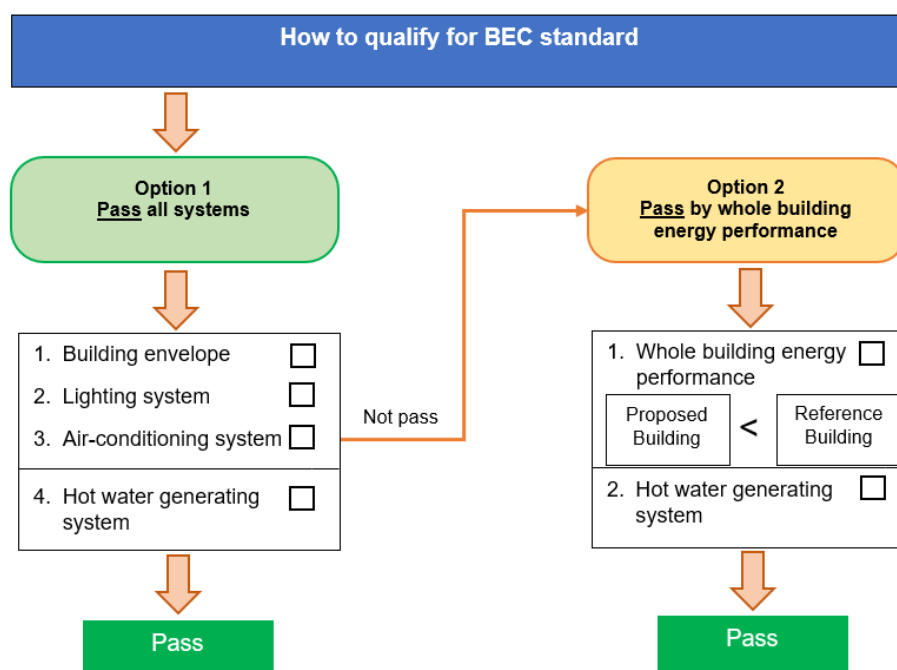 How to qualify for BEC standard
Option 1
Pass all systems
1. Building envelope
2. Lighting system
3. Air-conditioning system
4. Hot water generating
system
Pass
Not pass
Option 2
Pass by whole building
energy performance
1. Whole building energy
performance
Proposed
Building
<
Reference
Building
2. Hot water generating
system
Pass